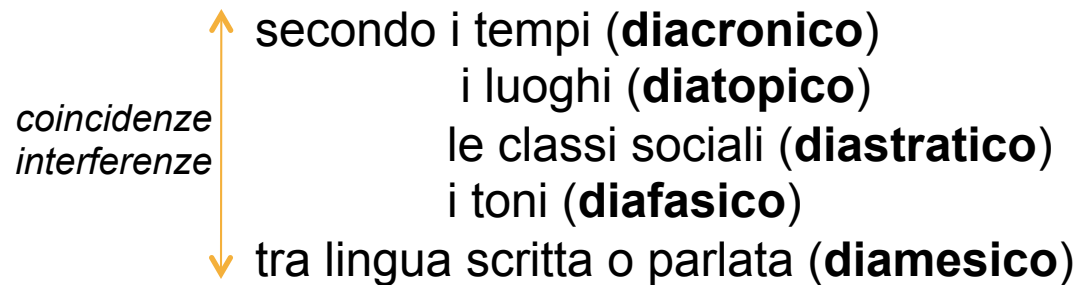 secondo i tempi (diacronico)
i luoghi (diatopico)
coincidenze
interferenze
le classi sociali (diastratico)
i toni (diafasico)
tra lingua scritta o parlata (diamesico)